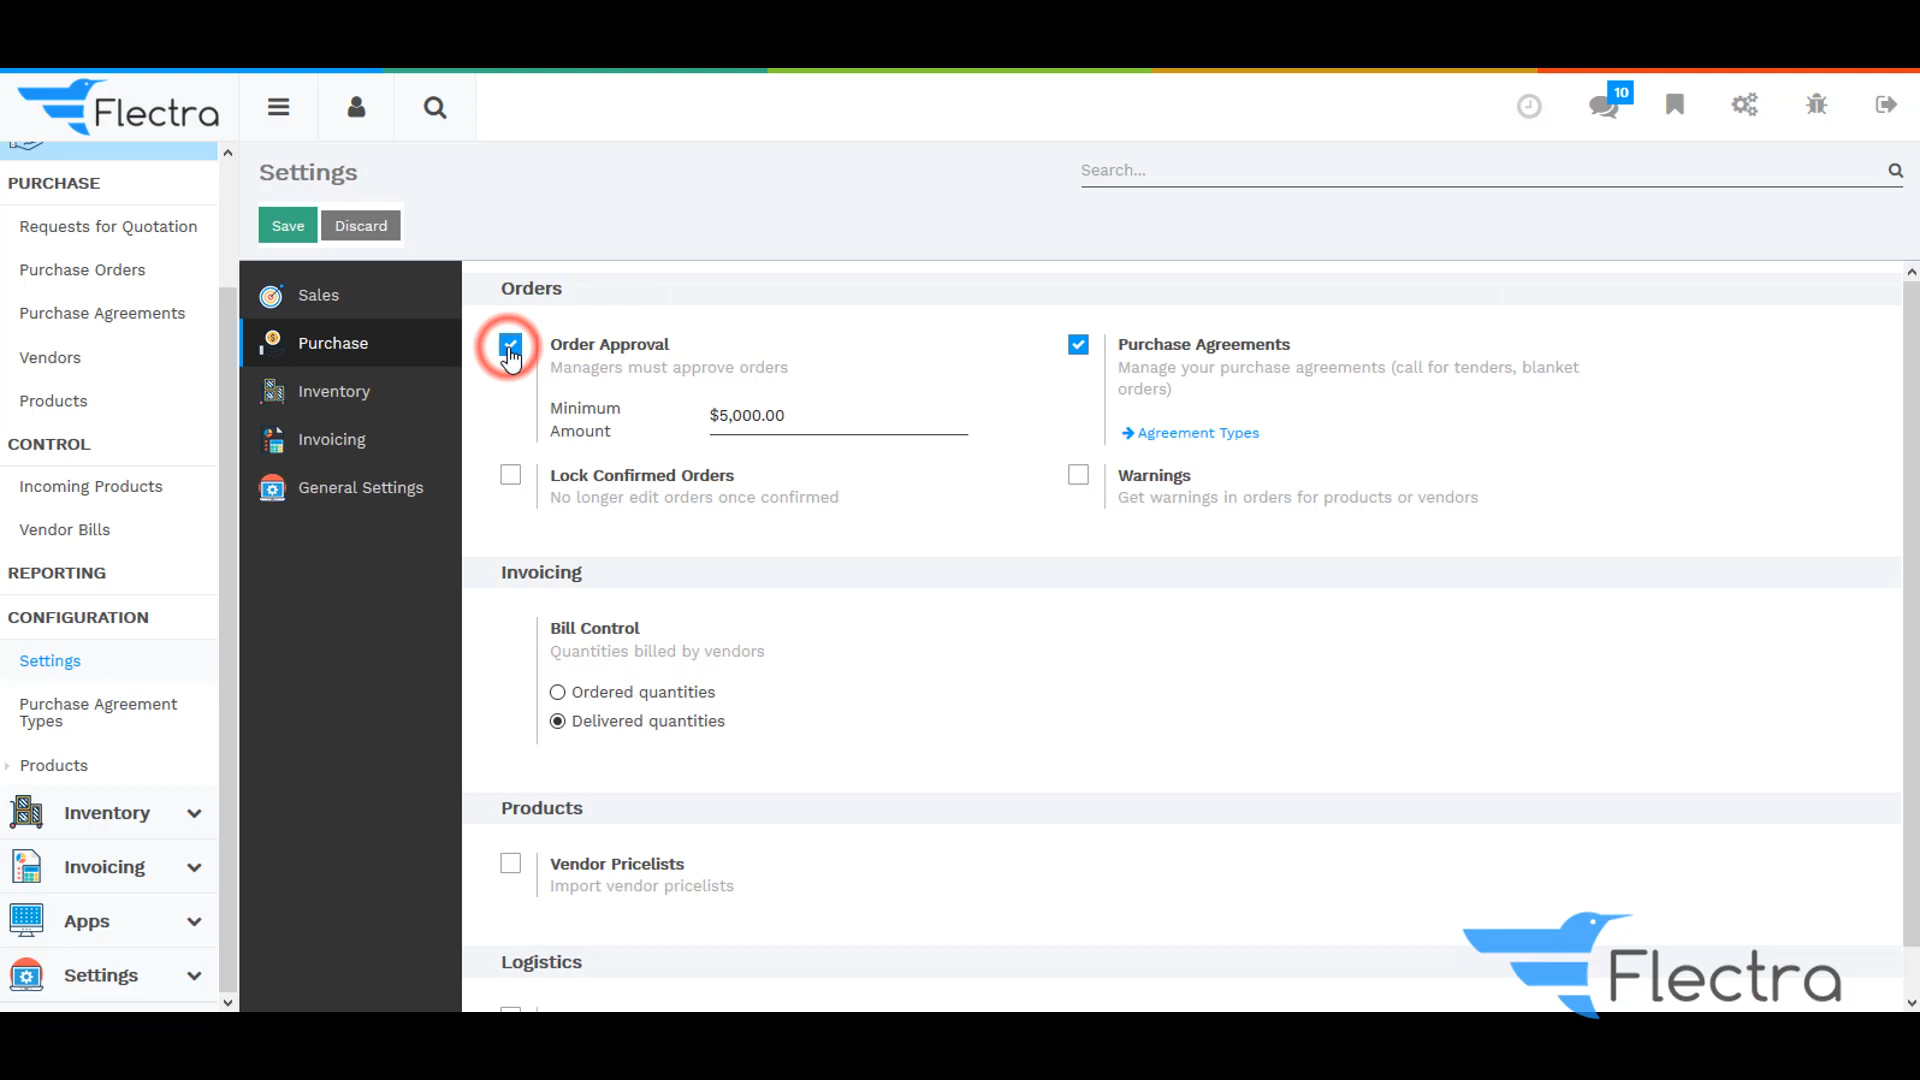 Flectra
10
Settings
Search...
Save
Discard
PURCHASE
Requests for Quotation
Purchase Orders
Purchase Agreements
Vendors
Products
CONTROL
Incoming Products
Vendor Bills
REPORTING
CONFIGURATION
Settings
Purchase Agreement
Types
Products
Inventory
Invoicing
Apps
Settings
Sales
Purchase
Inventory
Invoicing
General Settings
Orders
Order Approval
Managers must approve orders
Minimum
Amount
$5,000.00
Purchase Agreements
Manage your purchase agreements (call for tenders, blanket
orders)
Agreement Types
Lock Confirmed Orders
No longer edit orders once confirmed
Warnings
Get warnings in orders for products or vendors
Invoicing
Bill Control
Quantities billed by vendors
Ordered quantities
Delivered quantities
Products
Vendor Pricelists
Import vendor pricelists
Logistics
Flectra